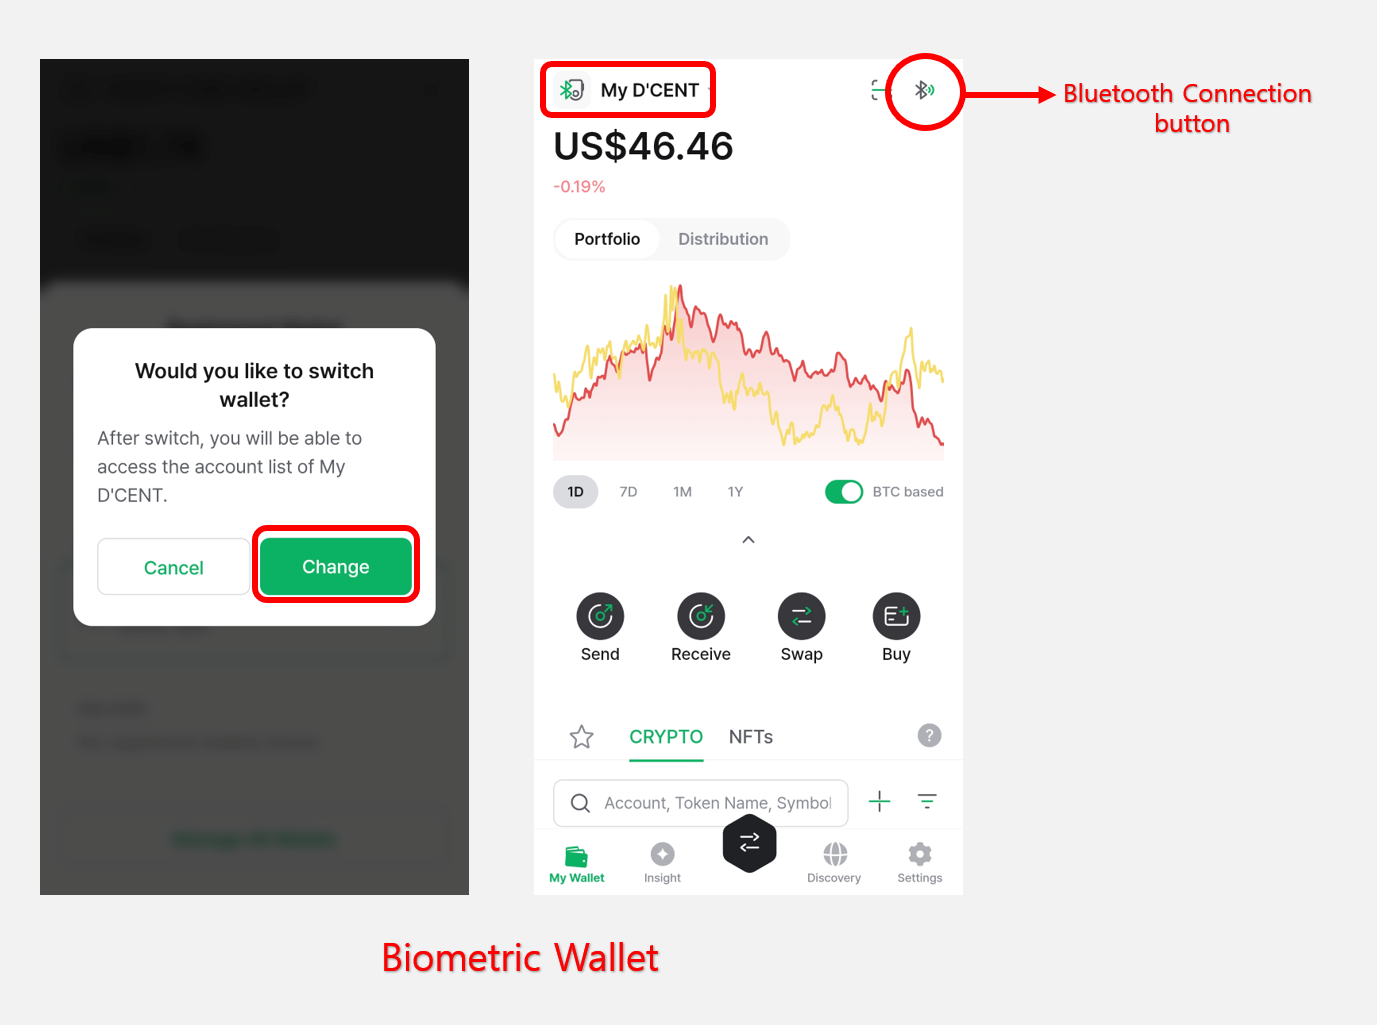 Would you like to switch
wallet?
After switch, you will be able to
access the account list of My
D'CENT.
Cancel
Change
My D'CENT
US$46.46
-0.19%
Portfolio
Distribution
1D
7D
1M
1Y
BTC based
Send
Receive
Swap
Buy
CRYPTO
NFTs
?
Account, Token Name, Symbol
My Wallet
Insight
Discovery
Settings
Bluetooth Connection
button
Biometric Wallet